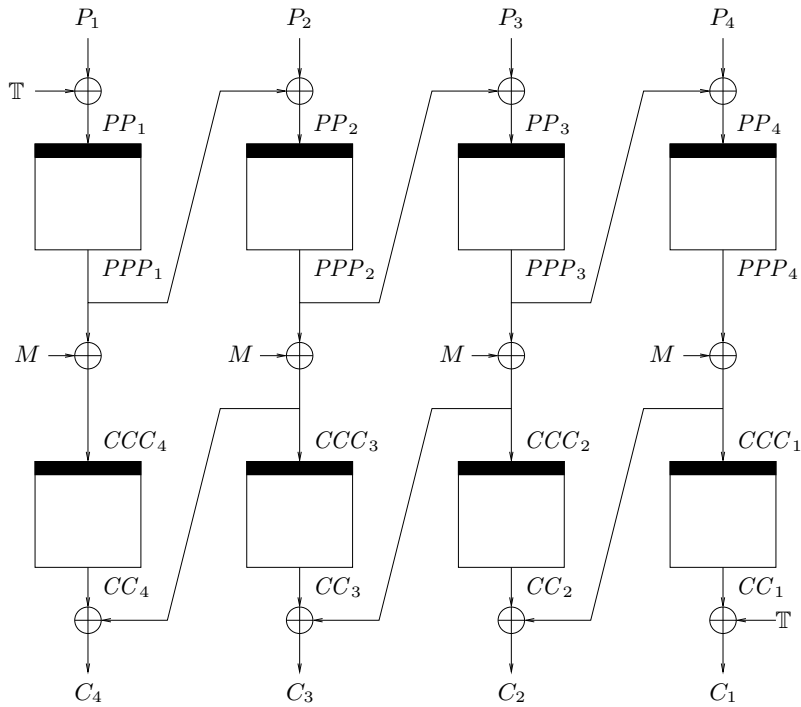 P₁ P₂ P₃ P₄
𝕋
PP₁ PP₂ PP₃ PP₄
PPP₁ PPP₂ PPP₃ PPP₄
M M M M
CCC₄ CCC₃ CCC₂ CCC₁
CC₄ CC₃ CC₂ CC₁
𝕋
C₄ C₃ C₂ C₁